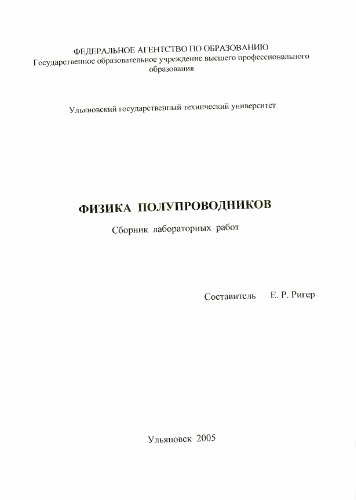 ФЕДЕРАЛЬНОЕ АГЕНТСТВО ПО ОБРАЗОВАНИЮ
Государственное образовательное учреждение высшего профессионального
образования
Ульяновский государственный технический университет
ФИЗИКА ПОЛУПРОВОДНИКОВ
Сборник лабораторных работ
Составитель Е. Р. Ригер
Ульяновск 2005